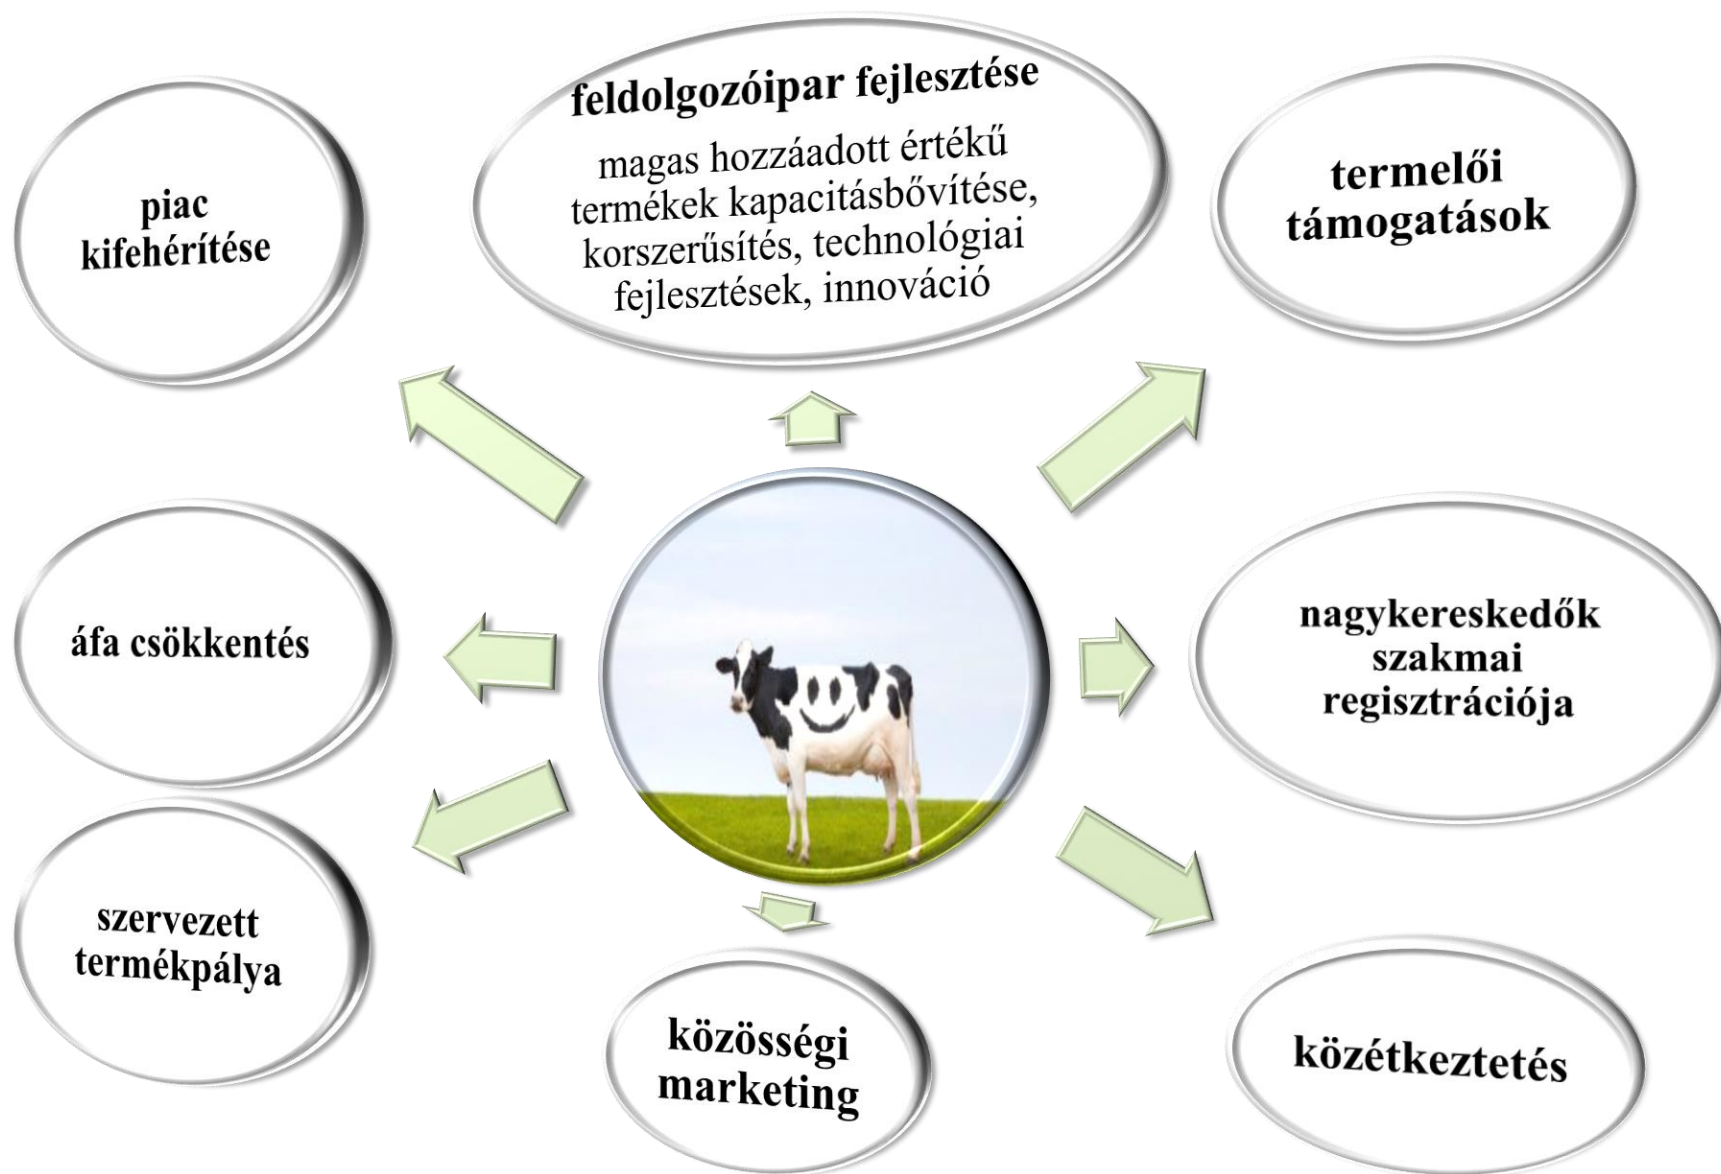 feldolgozóipar fejlesztése
magas hozzáadott értékű
termékek kapacitásbővítése,
korszerűsítés, technológiai
fejlesztések, innováció
piac
kifehérítése
termelői
támogatások
áfa csökkentés
nagykereskedők
szakmai
regisztrációja
szervezett
termékpálya
közösségi
marketing
közétkeztetés